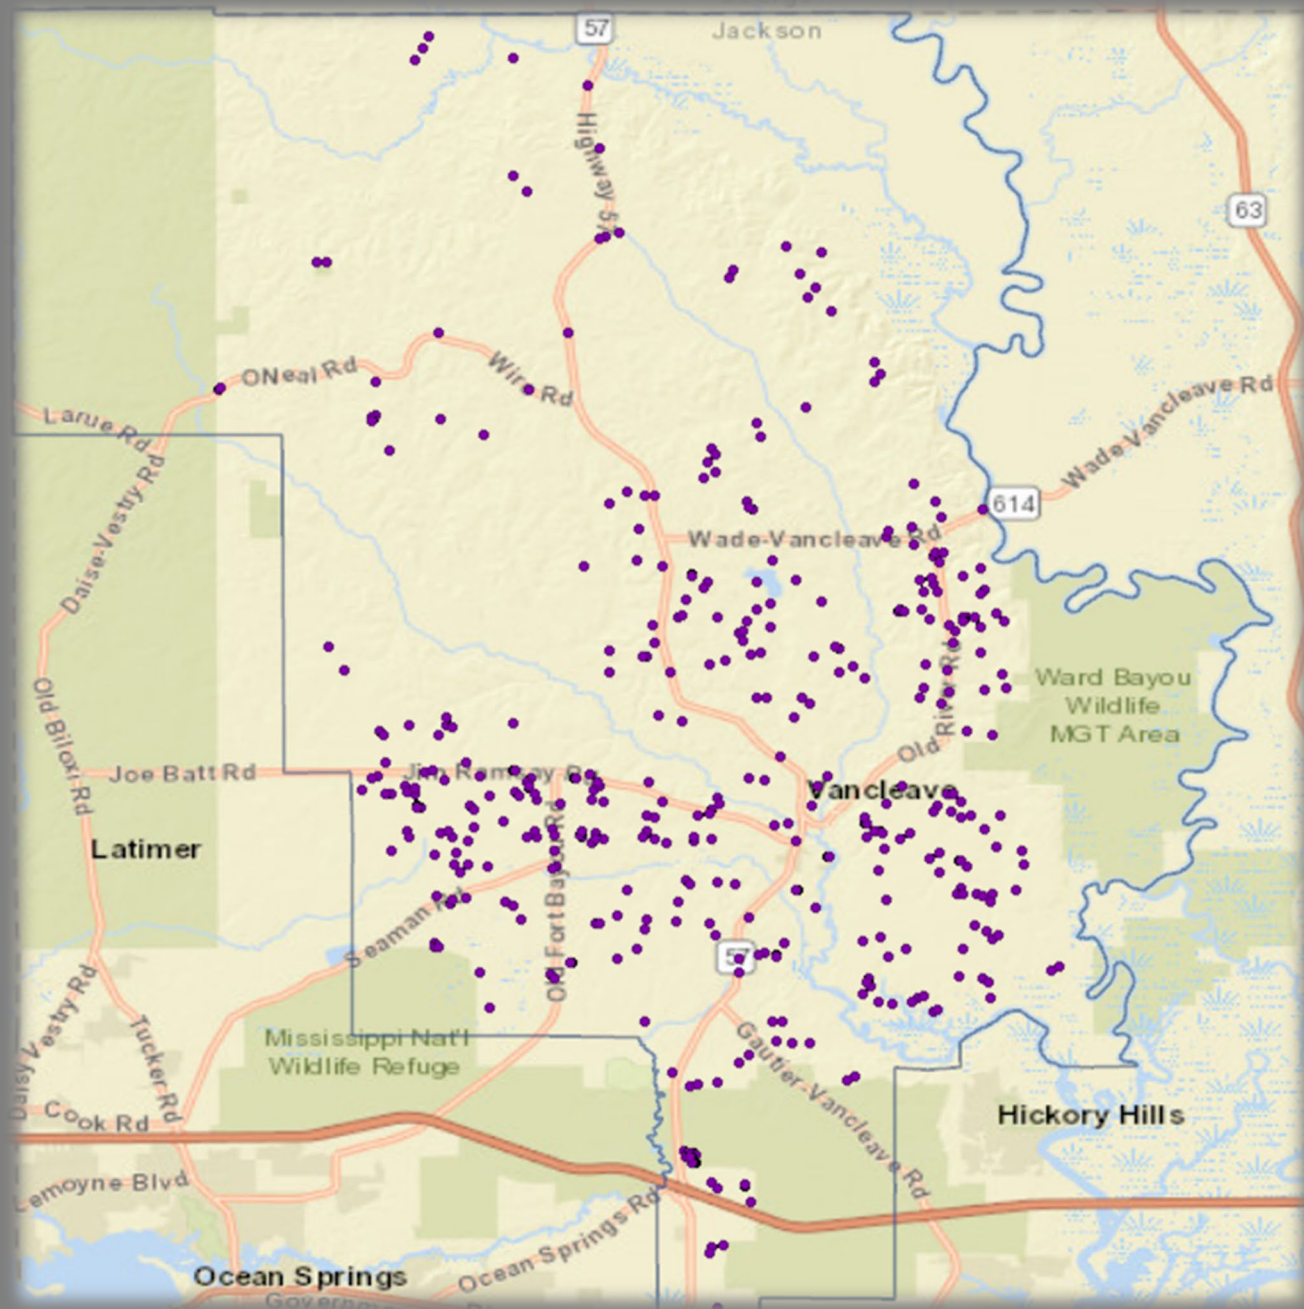 57
Jackson
Highway 57
63
ONeal Rd
Wire Rd
Larue Rd
Wade-Vancleave Rd
614
Wade-Vancleave Rd
Daise-Vestry Rd
Old Biloxi Rd
Ward Bayou
Wildlife
MGT Area
Old River Rd
Joe Batt Rd
Jim Ramsay Rd
Vancleave
Latimer
Old Fort Bayou Rd
Seaman Rd
57
Daisy Vestry Rd
Tucker Rd
Mississippi Nat'l
Wildlife Refuge
Gautier-Vancleave Rd
Cook Rd
Hickory Hills
Lemoyne Blvd
Ocean Springs Rd
Ocean Springs